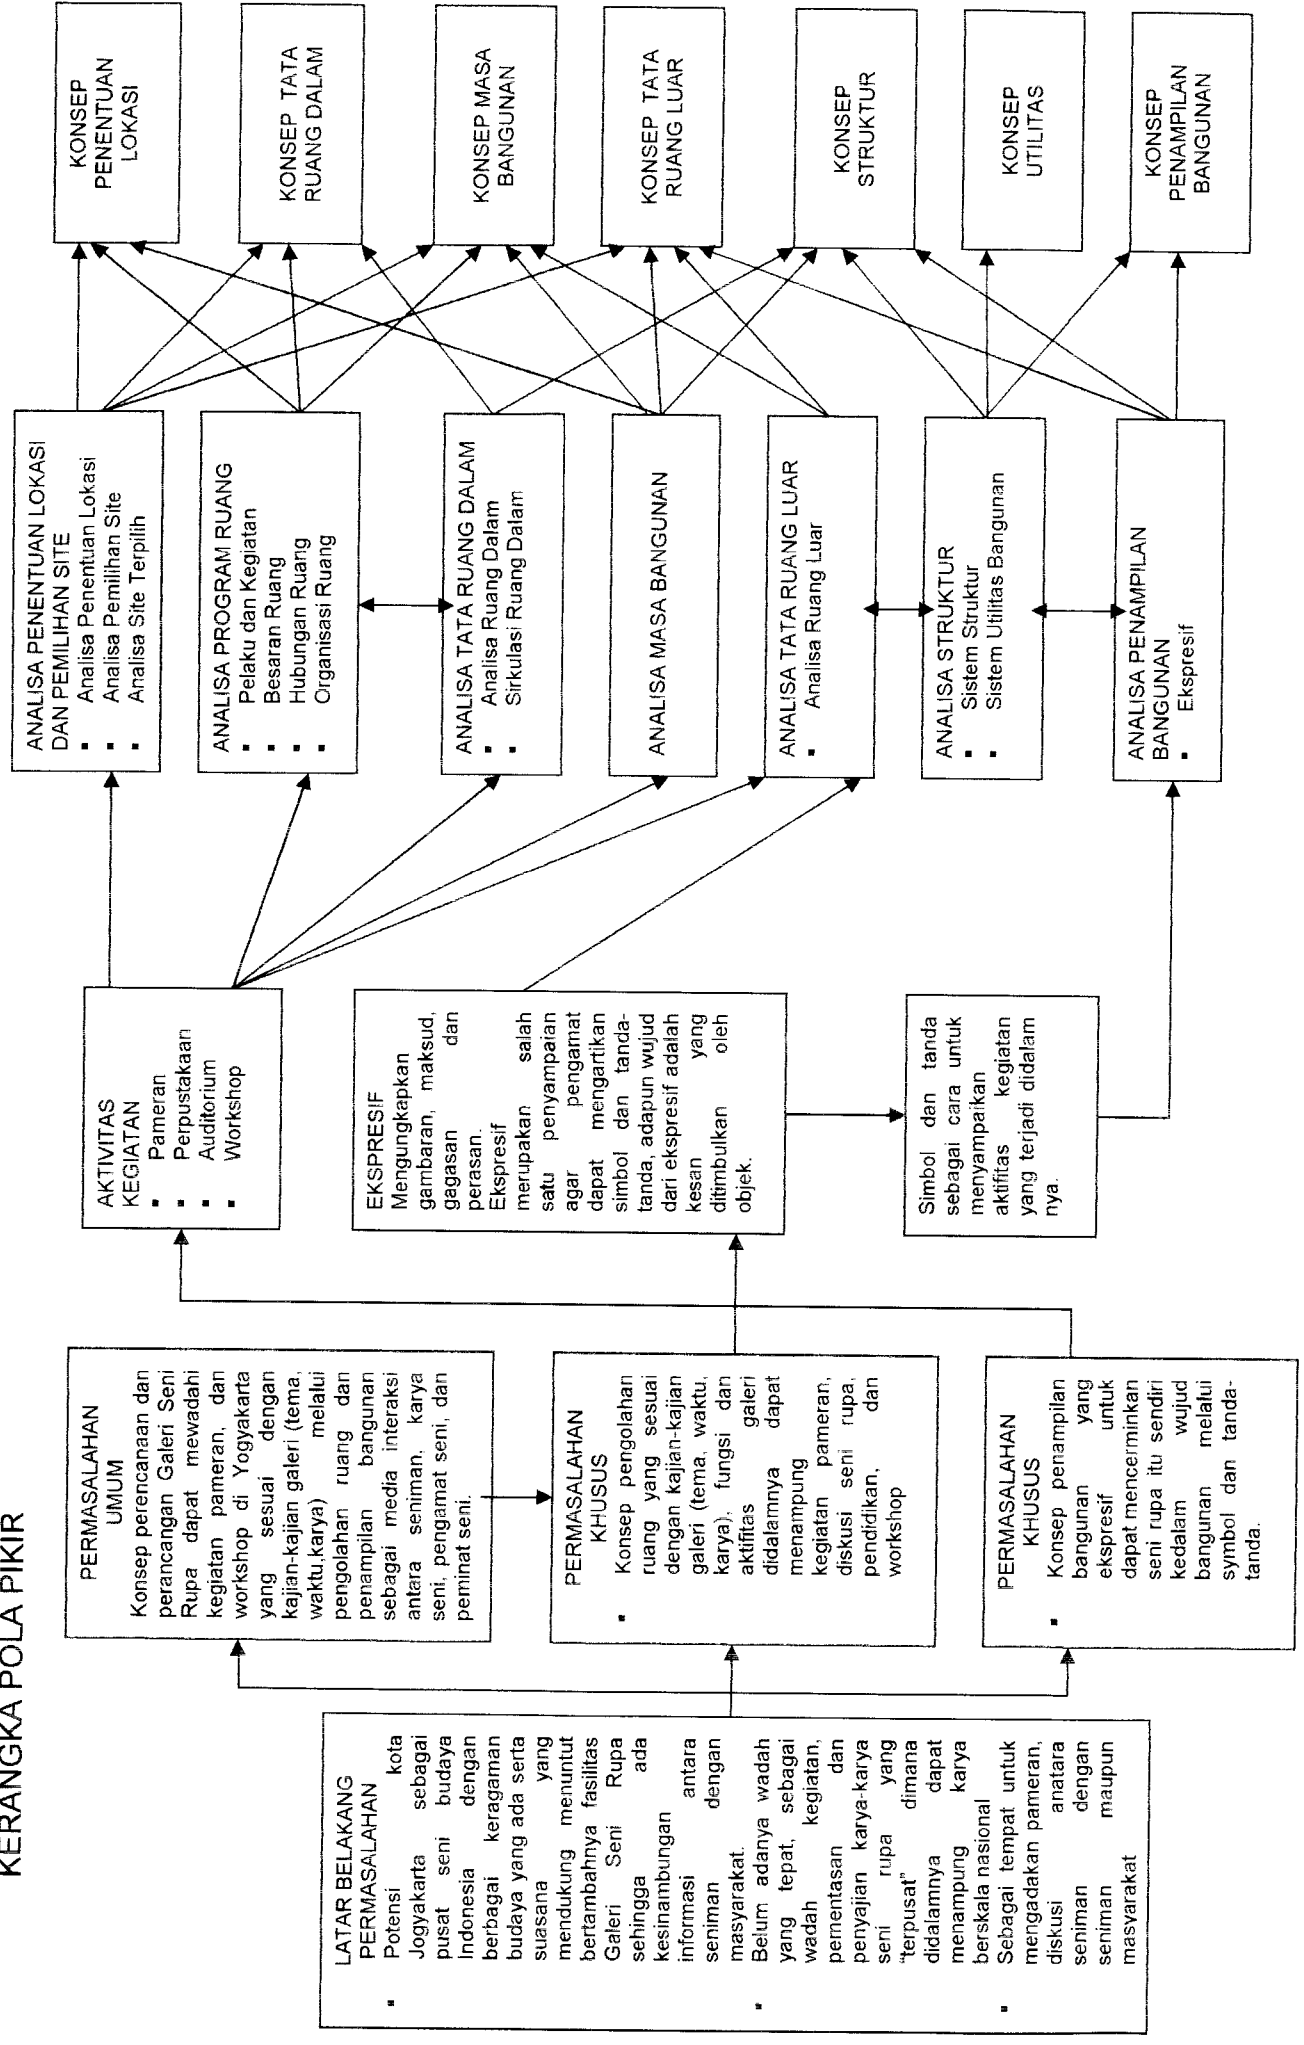 KERANGKA POLA PIKIR
LATAR BELAKANG
PERMASALAHAN
▪ Potensi kota
Jogyakarta sebagai
pusat seni budaya
Indonesia dengan
berbagai keragaman
budaya yang ada serta
suasana yang
mendukung menuntut
bertambahnya fasilitas
Galeri Seni Rupa
sehingga ada
kesinambungan
informasi antara
seniman dengan
masyarakat.
▪ Belum adanya wadah
yang tepat, sebagai
wadah kegiatan,
pementasan dan
penyajian karya-karya
seni rupa yang
"terpusat" dimana
didalamnya dapat
menampung karya
berskala nasional
▪ Sebagai tempat untuk
mengadakan pameran,
diskusi anatara
seniman dengan
seniman maupun
masyarakat
PERMASALAHAN
UMUM
Konsep perencanaan dan
perancangan Galeri Seni
Rupa dapat mewadahi
kegiatan pameran, dan
workshop di Yogyakarta
yang sesuai dengan
kajian-kajian galeri (tema,
waktu,karya) melalui
pengolahan ruang dan
penampilan bangunan
sebagai media interaksi
antara seniman, karya
seni, pengamat seni, dan
peminat seni.
PERMASALAHAN
KHUSUS
▪ Konsep pengolahan
ruang yang sesuai
dengan kajian-kajian
galeri (tema, waktu,
karya), fungsi dan
aktifitas galeri
didalamnya dapat
menampung
kegiatan pameran,
diskusi seni rupa,
pendidikan, dan
workshop
PERMASALAHAN
KHUSUS
▪ Konsep penampilan
bangunan yang
ekspresif untuk
dapat mencerminkan
seni rupa itu sendiri
kedalam wujud
bangunan melalui
symbol dan tanda-
tanda.
AKTIVITAS
KEGIATAN
▪ Pameran
▪ Perpustakaan
▪ Auditorium
▪ Workshop
EKSPRESIF
Mengungkapkan
gambaran, maksud,
gagasan dan
perasan.
Ekspresif
merupakan salah
satu penyampaian
agar pengamat
dapat mengartikan
simbol dan tanda-
tanda, adapun wujud
dari ekspresif adalah
kesan yang
ditimbulkan oleh
objek.
Simbol dan tanda
sebagai cara untuk
menyampaikan
aktifitas kegiatan
yang terjadi didalam
nya.
ANALISA PENENTUAN LOKASI
DAN PEMILIHAN SITE
▪ Analisa Penentuan Lokasi
▪ Analisa Pemilihan Site
▪ Analisa Site Terpilih
ANALISA PROGRAM RUANG
▪ Pelaku dan Kegiatan
▪ Besaran Ruang
▪ Hubungan Ruang
▪ Organisasi Ruang
ANALISA TATA RUANG DALAM
▪ Analisa Ruang Dalam
▪ Sirkulasi Ruang Dalam
ANALISA MASA BANGUNAN
ANALISA TATA RUANG LUAR
▪ Analisa Ruang Luar
ANALISA STRUKTUR
▪ Sistem Struktur
▪ Sistem Utilitas Bangunan
ANALISA PENAMPILAN
BANGUNAN
▪ Ekspresif
KONSEP
PENENTUAN
LOKASI
KONSEP TATA
RUANG DALAM
KONSEP MASA
BANGUNAN
KONSEP TATA
RUANG LUAR
KONSEP
STRUKTUR
KONSEP
UTILITAS
KONSEP
PENAMPILAN
BANGUNAN